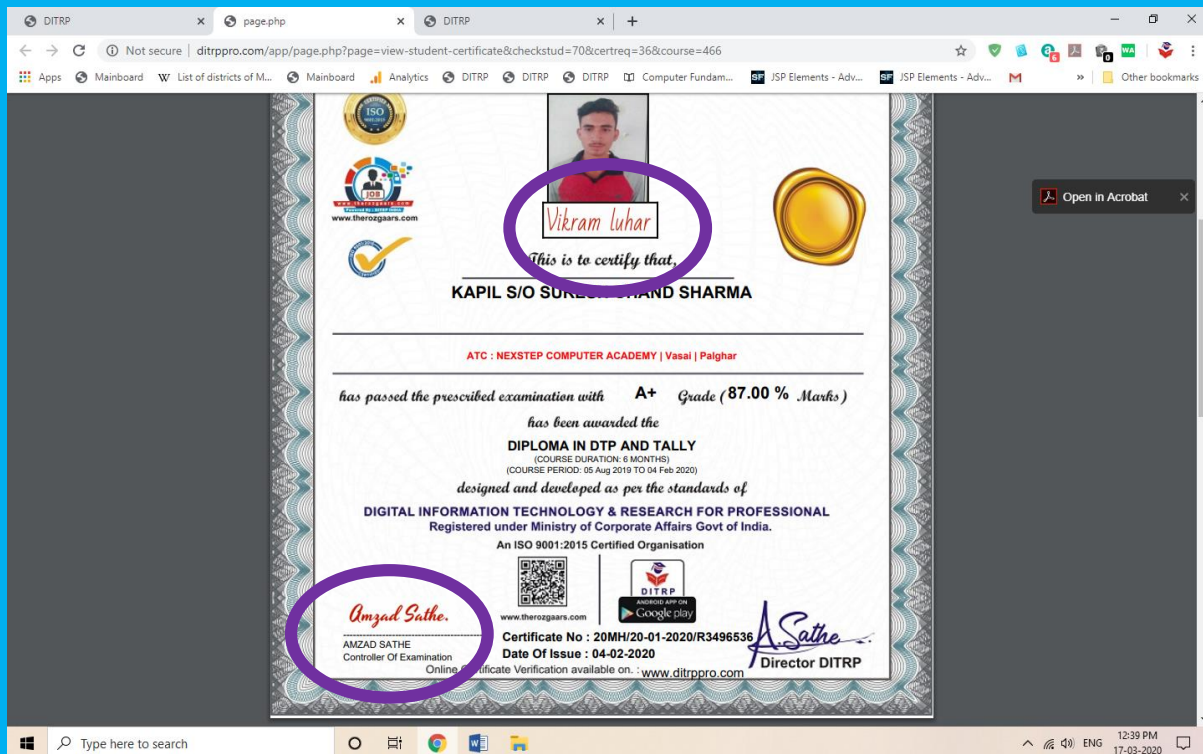 DITRP
page.php
DITRP
Not secure | ditrppro.com/app/page.php?page=view-student-certificate&checkstud=70&certreq=36&course=466
Apps
Mainboard
List of districts of M...
Mainboard
Analytics
DITRP
DITRP
DITRP
Computer Fundam...
JSP Elements - Adv...
JSP Elements - Adv...
Other bookmarks
ISO
JOB
www.therozgaars.com
www.therozgaars.com
Open in Acrobat
Vikram Luhar
This is to certify that,
KAPIL S/O SURESH CHAND SHARMA
ATC : NEXSTEP COMPUTER ACADEMY | Vasai | Palghar
has passed the prescribed examination with A+ Grade ( 87.00 % Marks )
has been awarded the
DIPLOMA IN DTP AND TALLY
(COURSE DURATION: 6 MONTHS)
(COURSE PERIOD: 05 Aug 2019 TO 04 Feb 2020)
designed and developed as per the standards of
DIGITAL INFORMATION TECHNOLOGY & RESEARCH FOR PROFESSIONAL
Registered under Ministry of Corporate Affairs Govt of India.
An ISO 9001:2015 Certified Organisation
DITRP
ANDROID APP ON
Google play
www.therozgaars.com
Amzad Sathe.
AMZAD SATHE
Controller Of Examination
Certificate No : 20MH/20-01-2020/R3496536
Date Of Issue : 04-02-2020
A.Sathe
Director DITRP
Online Certificate Verification available on. : www.ditrppro.com
Type here to search
ENG
12:39 PM
17-03-2020